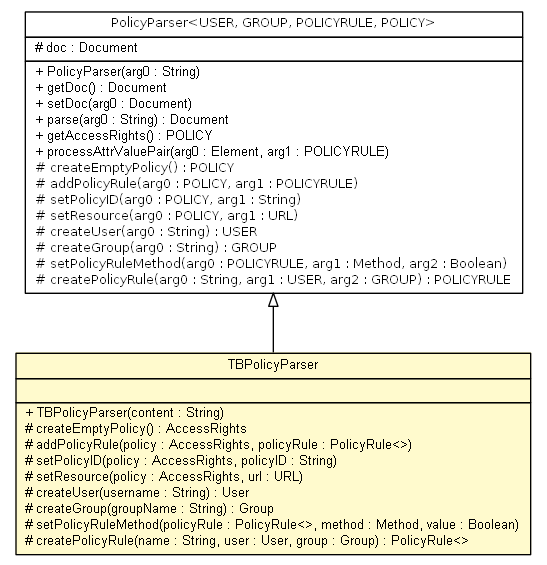 PolicyParser<USER, GROUP, POLICYRULE, POLICY>
# doc : Document
+ PolicyParser(arg0 : String)
+ getDoc() : Document
+ setDoc(arg0 : Document)
+ parse(arg0 : String) : Document
+ getAccessRights() : POLICY
+ processAttrValuePair(arg0 : Element, arg1 : POLICYRULE)
# createEmptyPolicy() : POLICY
# addPolicyRule(arg0 : POLICY, arg1 : POLICYRULE)
# setPolicyID(arg0 : POLICY, arg1 : String)
# setResource(arg0 : POLICY, arg1 : URL)
# createUser(arg0 : String) : USER
# createGroup(arg0 : String) : GROUP
# setPolicyRuleMethod(arg0 : POLICYRULE, arg1 : Method, arg2 : Boolean)
# createPolicyRule(arg0 : String, arg1 : USER, arg2 : GROUP) : POLICYRULE
TBPolicyParser
+ TBPolicyParser(content : String)
# createEmptyPolicy() : AccessRights
# addPolicyRule(policy : AccessRights, policyRule : PolicyRule<>)
# setPolicyID(policy : AccessRights, policyID : String)
# setResource(policy : AccessRights, url : URL)
# createUser(username : String) : User
# createGroup(groupName : String) : Group
# setPolicyRuleMethod(policyRule : PolicyRule<>, method : Method, value : Boolean)
# createPolicyRule(name : String, user : User, group : Group) : PolicyRule<>